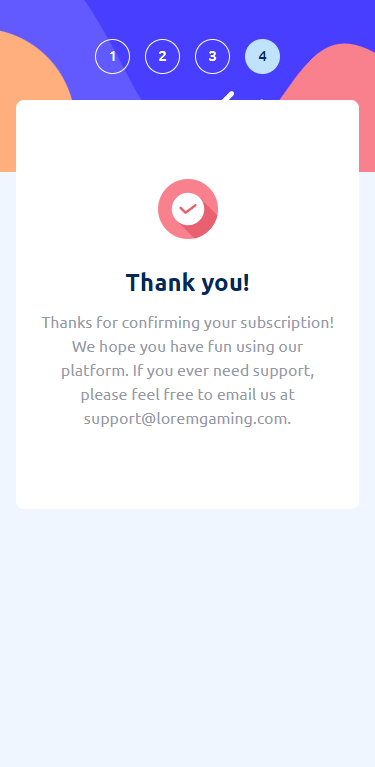 1 2 3 4
Thank you!
Thanks for confirming your subscription!
We hope you have fun using our
platform. If you ever need support,
please feel free to email us at
support@loremgaming.com.